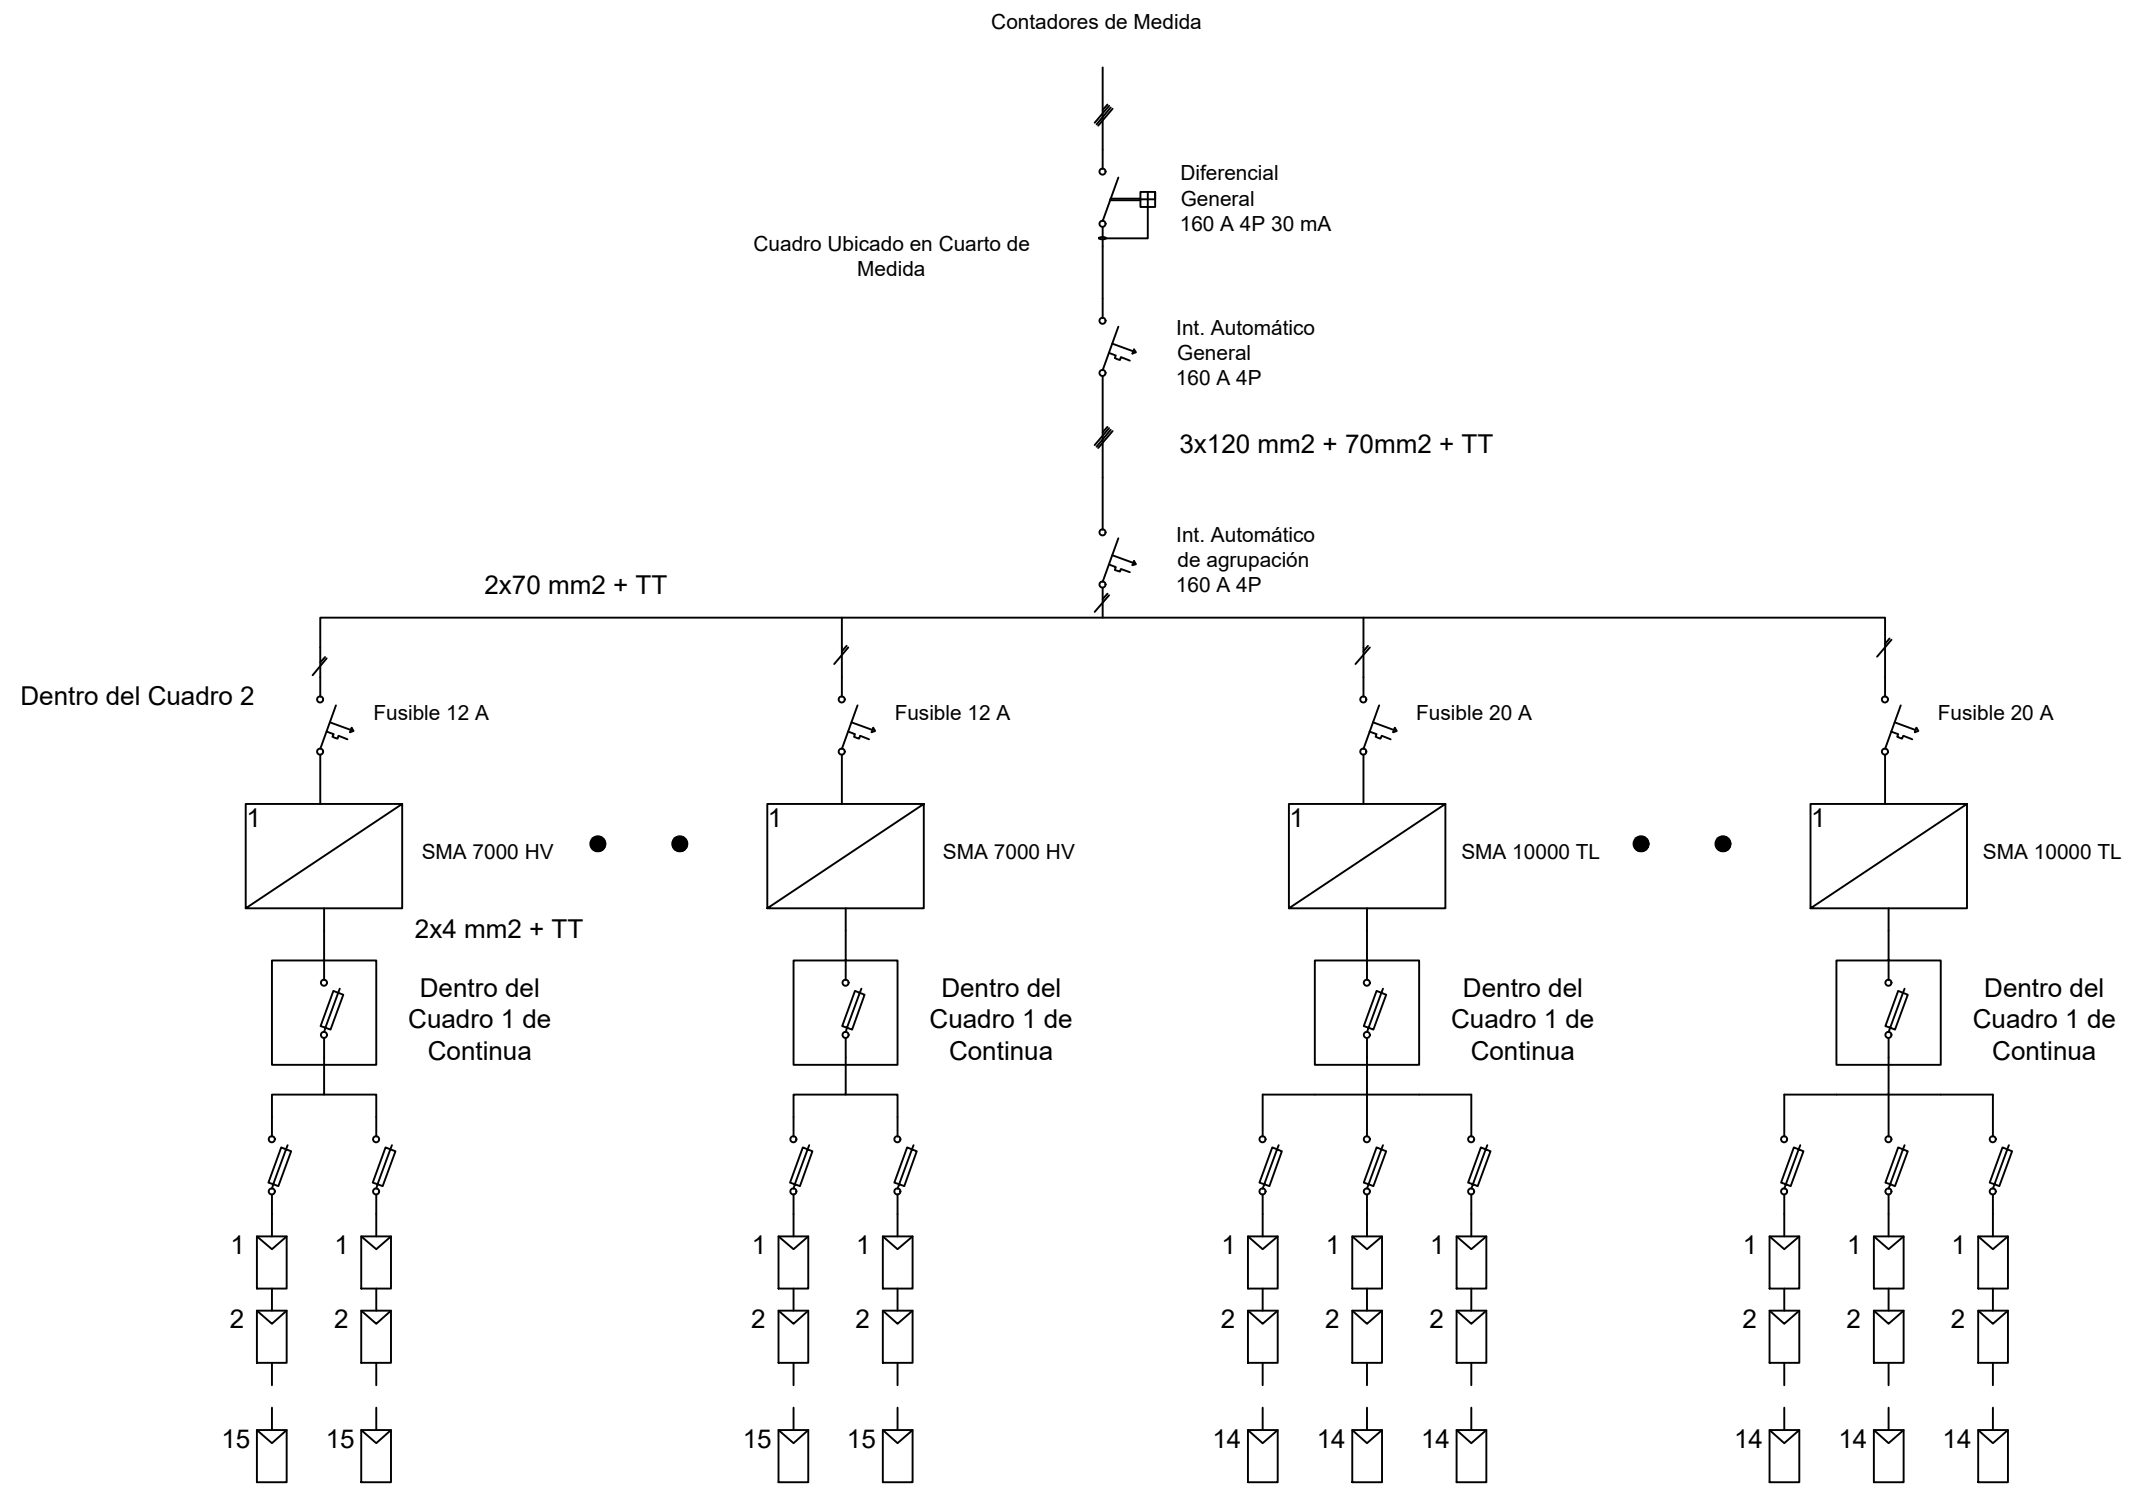 Contadores de Medida
Diferencial
General
160 A 4P 30 mA
Cuadro Ubicado en Cuarto de
Medida
Int. Automático
General
160 A 4P
3x120 mm2 + 70mm2 + TT
Int. Automático
de agrupación
160 A 4P
2x70 mm2 + TT
Dentro del Cuadro 2
Fusible 12 A
Fusible 12 A
Fusible 20 A
Fusible 20 A
1
1
1
1
SMA 7000 HV
SMA 7000 HV
SMA 10000 TL
SMA 10000 TL
2x4 mm2 + TT
Dentro del
Cuadro 1 de
Continua
Dentro del
Cuadro 1 de
Continua
Dentro del
Cuadro 1 de
Continua
Dentro del
Cuadro 1 de
Continua
1 1 1 1 1 1 1 1 1 1
2 2 2 2 2 2 2 2 2 2
15 15 15 15 14 14 14 14 14 14